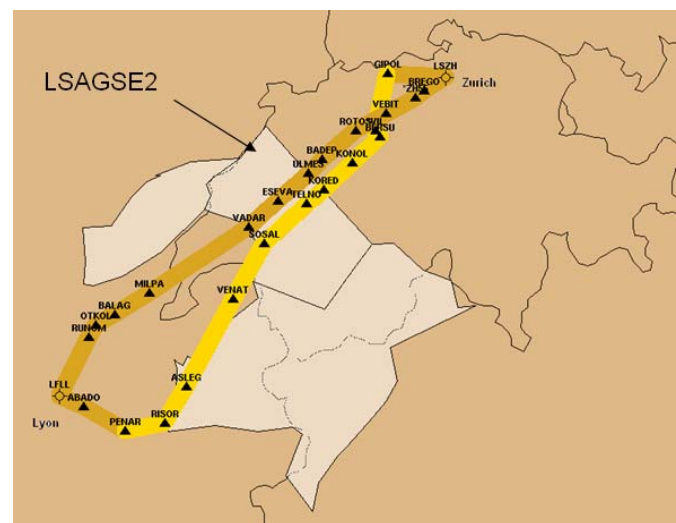 LSAGSE2
GIPOL
LSZH
BREGO
Zurich
VEBIT
ROTOS
BERSU
BADEP
KONOL
ULMES
KORED
ESEVA
TELNO
VADAR
SOSAL
MILPA
VENAT
BALAG
OTKOL
RUNOM
ASLEG
LFLL
ABADO
Lyon
PENAR
RISOR